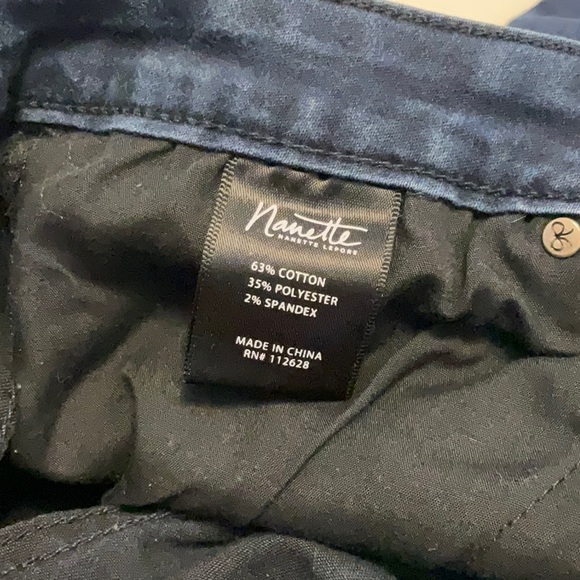 Nanette
NANETTE LEPORE
63% COTTON
35% POLYESTER
2% SPANDEX
MADE IN CHINA
RN# 112628